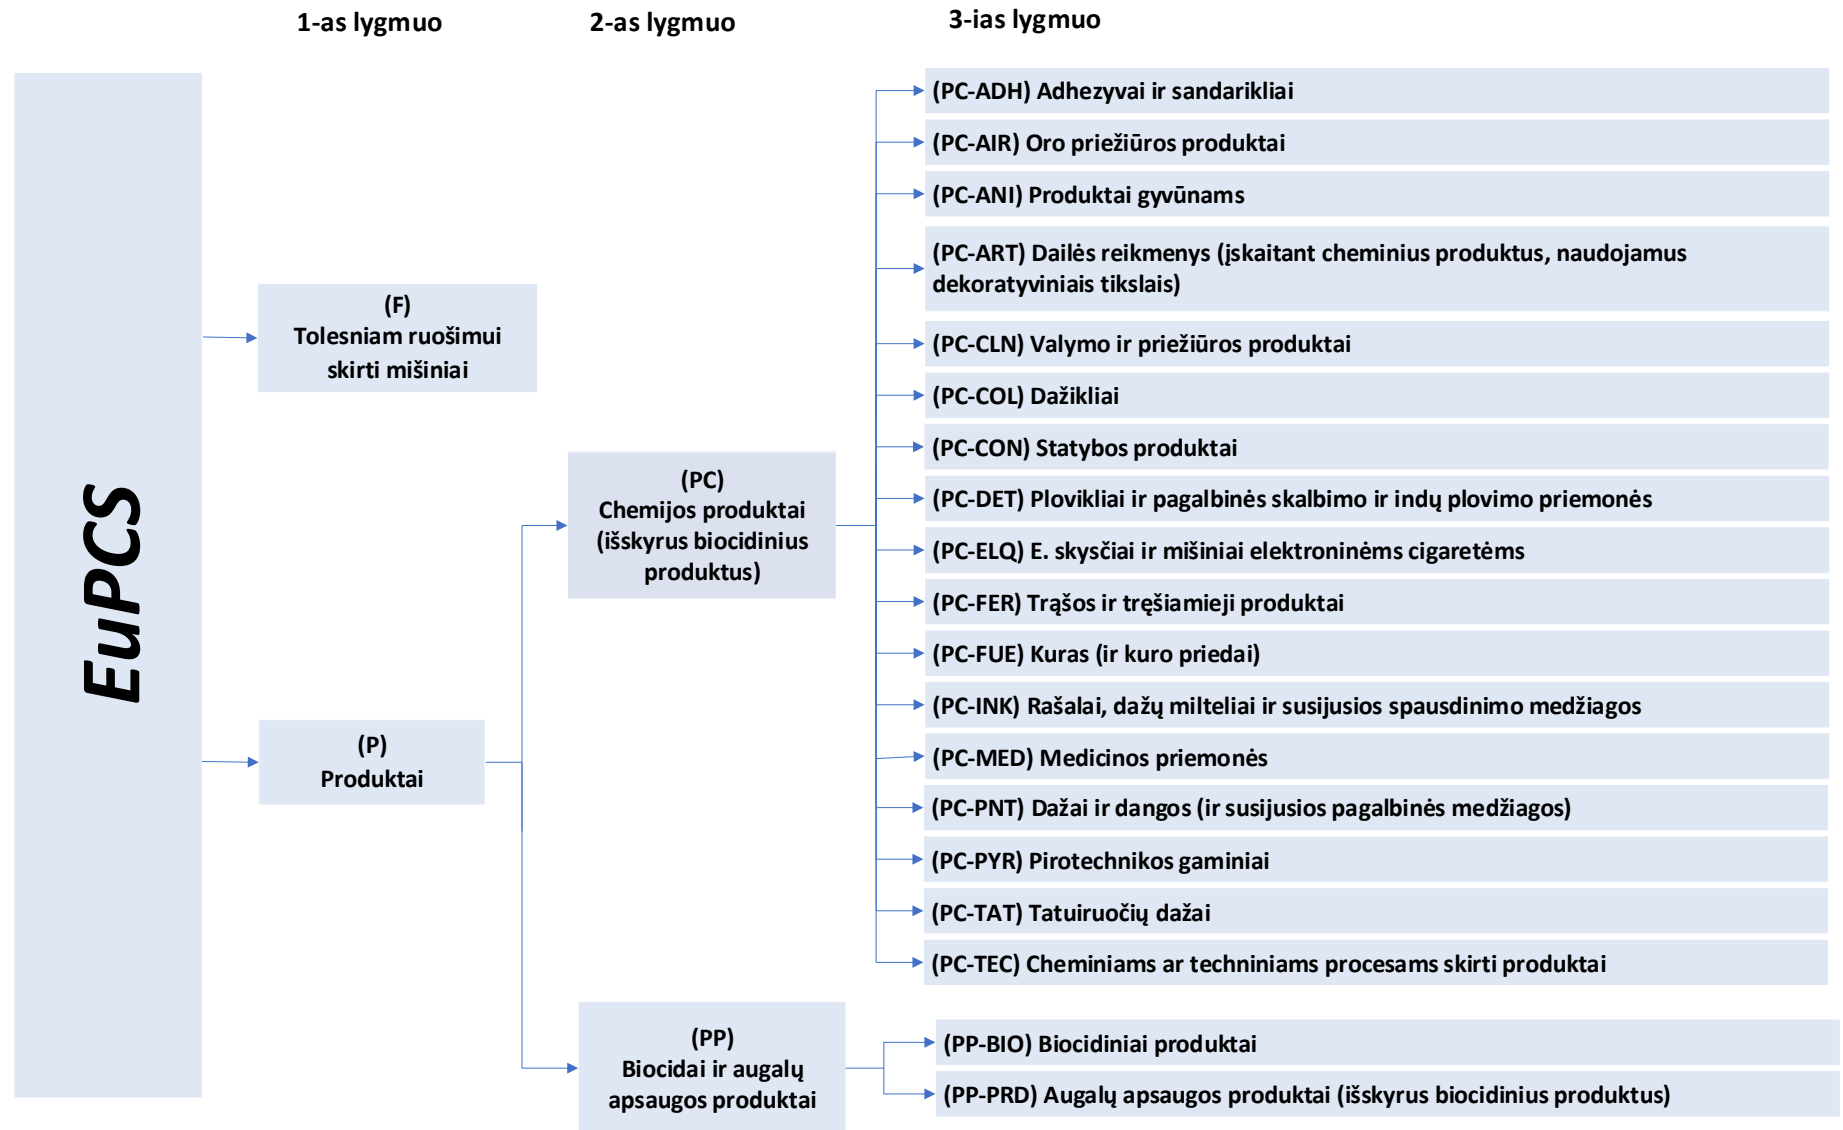 1-as lygmuo
2-as lygmuo
3-ias lygmuo
EuPCS
(F)
Tolesniam ruošimui
skirti mišiniai
(P)
Produktai
(PC)
Chemijos produktai
(išskyrus biocidinius
produktus)
(PP)
Biocidai ir augalų
apsaugos produktai
(PC-ADH) Adhezyvai ir sandarikliai
(PC-AIR) Oro priežiūros produktai
(PC-ANI) Produktai gyvūnams
(PC-ART) Dailės reikmenys (įskaitant cheminius produktus, naudojamus
dekoratyviniais tikslais)
(PC-CLN) Valymo ir priežiūros produktai
(PC-COL) Dažikliai
(PC-CON) Statybos produktai
(PC-DET) Plovikliai ir pagalbinės skalbimo ir indų plovimo priemonės
(PC-ELQ) E. skysčiai ir mišiniai elektroninėms cigaretėms
(PC-FER) Trąšos ir tręšiamieji produktai
(PC-FUE) Kuras (ir kuro priedai)
(PC-INK) Rašalai, dažų milteliai ir susijusios spausdinimo medžiagos
(PC-MED) Medicinos priemonės
(PC-PNT) Dažai ir dangos (ir susijusios pagalbinės medžiagos)
(PC-PYR) Pirotechnikos gaminiai
(PC-TAT) Tatuiruočių dažai
(PC-TEC) Cheminiams ar techniniams procesams skirti produktai
(PP-BIO) Biocidiniai produktai
(PP-PRD) Augalų apsaugos produktai (išskyrus biocidinius produktus)